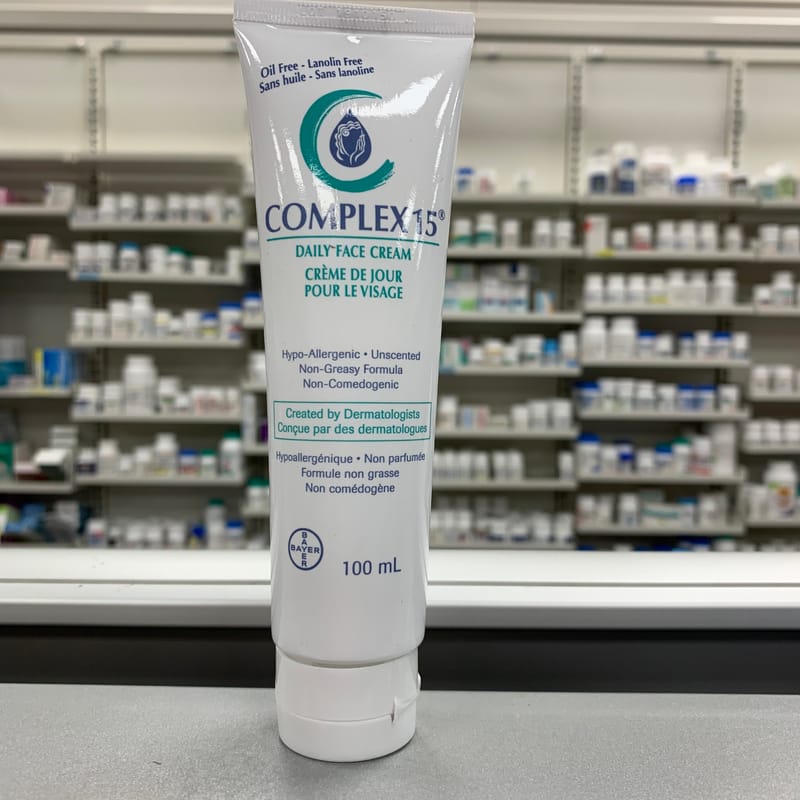 Oil Free - Lanolin Free
Sans huile - Sans lanoline
COMPLEX 15®
DAILY FACE CREAM
CRÈME DE JOUR
POUR LE VISAGE
Hypo-Allergenic • Unscented
Non-Greasy Formula
Non-Comedogenic
Created by Dermatologists
Conçue par des dermatologues
Hypoallergénique • Non parfumée
Formule non grasse
Non comédogène
BAYER
BAYER
100 mL